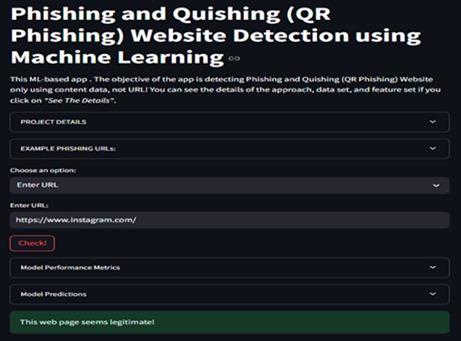 Phishing and Quishing (QR
Phishing) Website Detection using
Machine Learning
This ML-based app . The objective of the app is detecting Phishing and Quishing (QR Phishing) Website
only using content data, not URL! You can see the details of the approach, data set, and feature set if you
click on "See The Details".
PROJECT DETAILS
EXAMPLE PHISHING URLs:
Choose an option:
Enter URL
Enter URL:
https://www.instagram.com/
Check!
Model Performance Metrics
Model Predictions
This web page seems legitimate!